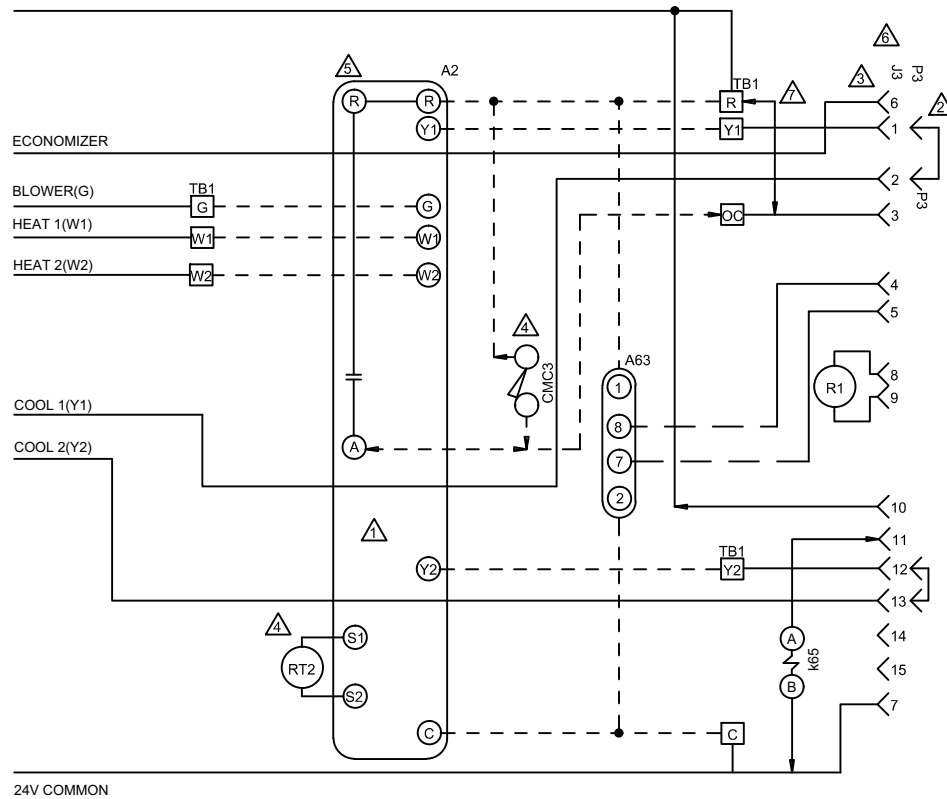 6
5
A2
TB1
7
3
J3
P3
R
R
R
6
2
Y1
Y1
1
ECONOMIZER
BLOWER(G)
TB1
G
G
2
P3
HEAT 1(W1)
W1
W1
OC
3
HEAT 2(W2)
W2
W2
4
4
5
CMC3
A63
1
R1
8
9
COOL 1(Y1)
8
COOL 2(Y2)
A
7
2
10
1
11
TB1
Y2
Y2
12
13
4
S1
A
14
RT2
k65
15
S2
B
7
C
C
24V COMMON